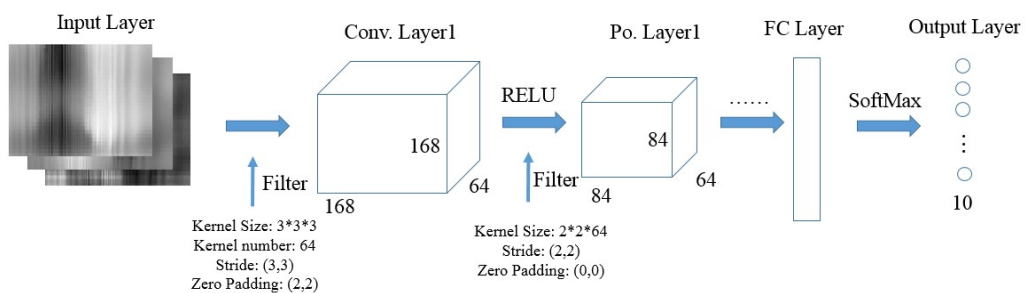 Input Layer
Conv. Layer1
Po. Layer1
FC Layer
Output Layer
RELU
......
SoftMax
168
84
Filter
64
Filter
64
168
84
10
Kernel Size: 3*3*3
Kernel number: 64
Stride: (3,3)
Zero Padding: (2,2)
Kernel Size: 2*2*64
Stride: (2,2)
Zero Padding: (0,0)